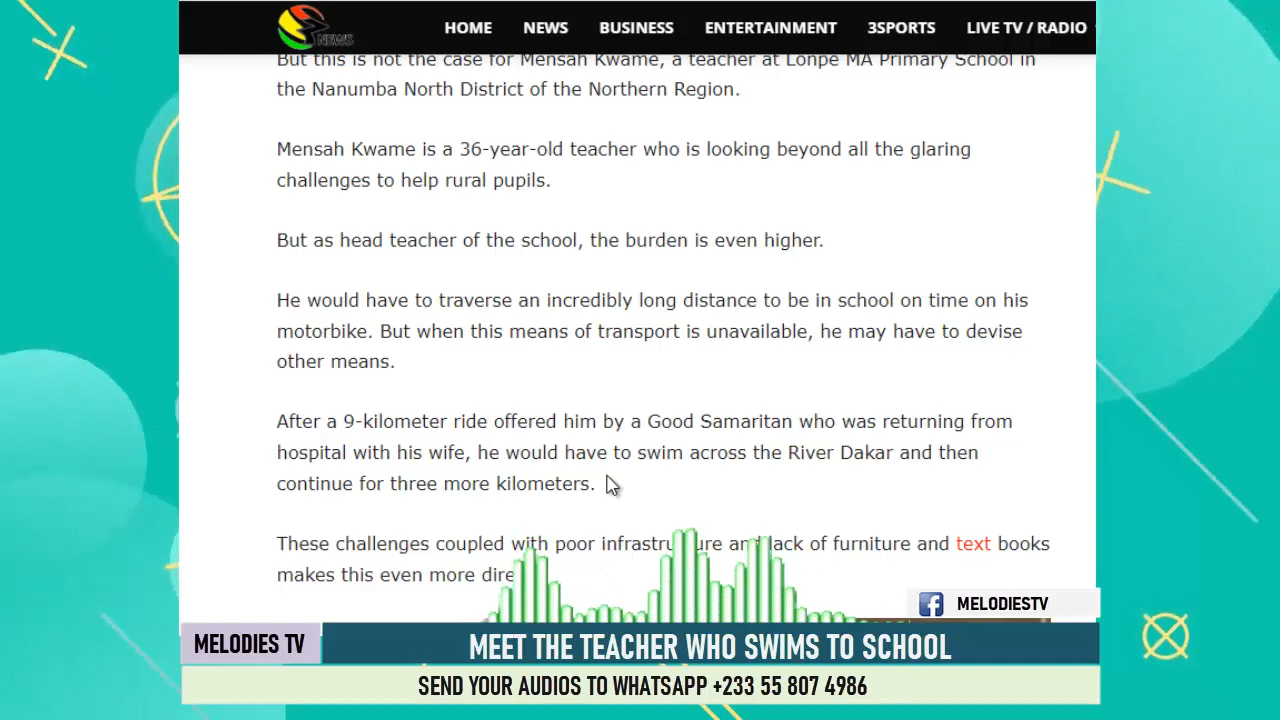 NEWS
HOME NEWS BUSINESS ENTERTAINMENT 3SPORTS LIVE TV / RADIO
But this is not the case for Mensah Kwame, a teacher at Lonpe MA Primary School in
the Nanumba North District of the Northern Region.
Mensah Kwame is a 36-year-old teacher who is looking beyond all the glaring
challenges to help rural pupils.
But as head teacher of the school, the burden is even higher.
He would have to traverse an incredibly long distance to be in school on time on his
motorbike. But when this means of transport is unavailable, he may have to devise
other means.
After a 9-kilometer ride offered him by a Good Samaritan who was returning from
hospital with his wife, he would have to swim across the River Dakar and then
continue for three more kilometers.
These challenges coupled with poor infrastructure and lack of furniture and text books
makes this even more dire
MELODIESTV
MELODIES TV
MEET THE TEACHER WHO SWIMS TO SCHOOL
SEND YOUR AUDIOS TO WHATSAPP +233 55 807 4986